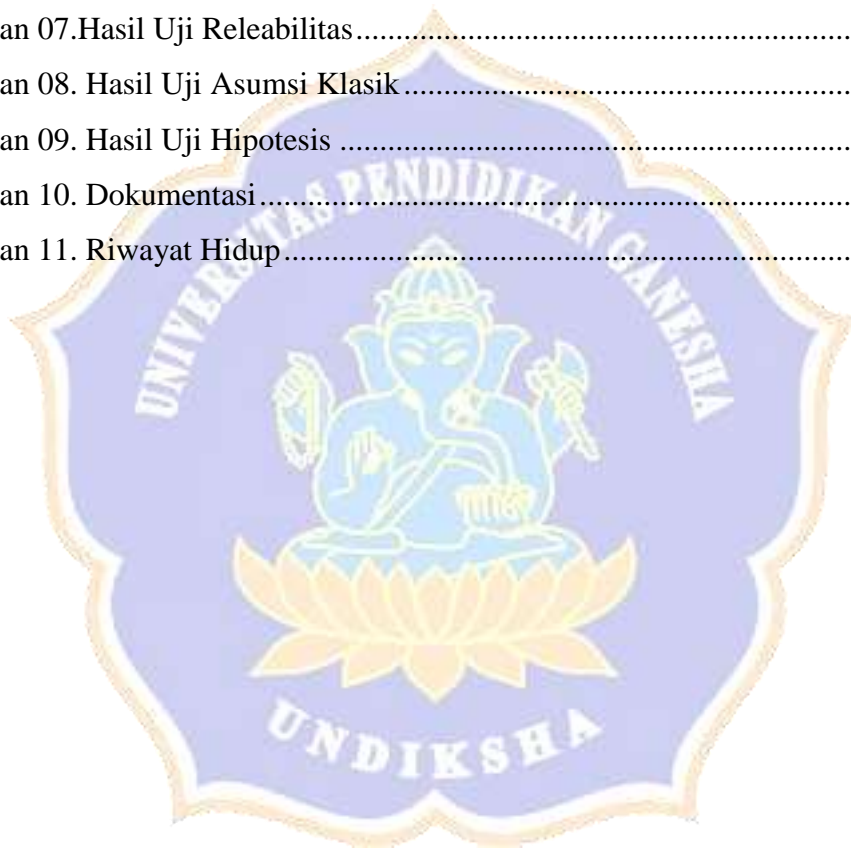 an 07.Hasil Uji Releabilitas.......................................................................
an 08. Hasil Uji Asumsi Klasik.................................................................
an 09. Hasil Uji Hipotesis .........................................................................
an 10. Dokumentasi...................................................................................
an 11. Riwayat Hidup................................................................................
UNIVERSITAS PENDIDIKAN GANESHA
UNDIKSHA